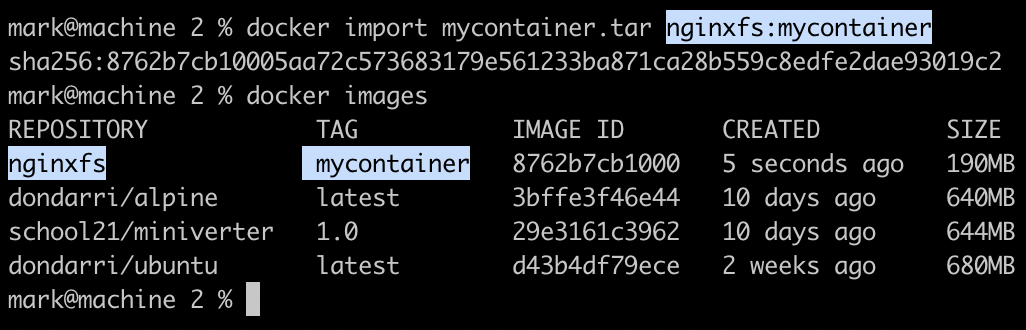 mark@machine 2 % docker import mycontainer.tar nginxfs:mycontainer
sha256:8762b7cb10005aa72c573683179e561233ba871ca28b559c8edfe2dae93019c2
mark@machine 2 % docker images
REPOSITORY TAG IMAGE ID CREATED SIZE
nginxfs mycontainer 8762b7cb1000 5 seconds ago 190MB
dondarri/alpine latest 3bffe3f46e44 10 days ago 640MB
school21/miniverter 1.0 29e3161c3962 10 days ago 644MB
dondarri/ubuntu latest d43b4df79ece 2 weeks ago 680MB
mark@machine 2 %